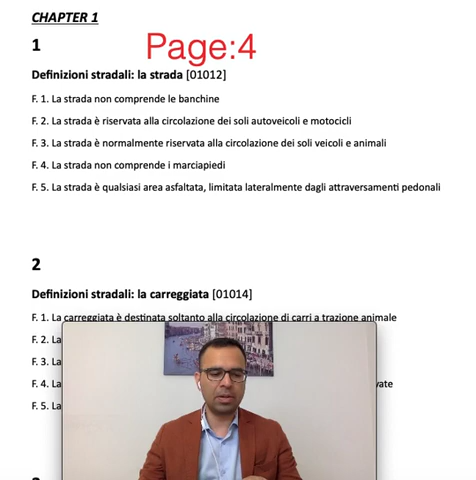 CHAPTER 1
1
Page:4
Definizioni stradali: la strada [01012]
F. 1. La strada non comprende le banchine
F. 2. La strada è riservata alla circolazione dei soli autoveicoli e motocicli
F. 3. La strada è normalmente riservata alla circolazione dei soli veicoli e animali
F. 4. La strada non comprende i marciapiedi
F. 5. La strada è qualsiasi area asfaltata, limitata lateralmente dagli attraversamenti pedonali
2
Definizioni stradali: la carreggiata [01014]
F. 1. La carreggiata è destinata soltanto alla circolazione di carri a trazione animale
F. 2. La
F. 3. La
F. 4. La vate
F. 5. La